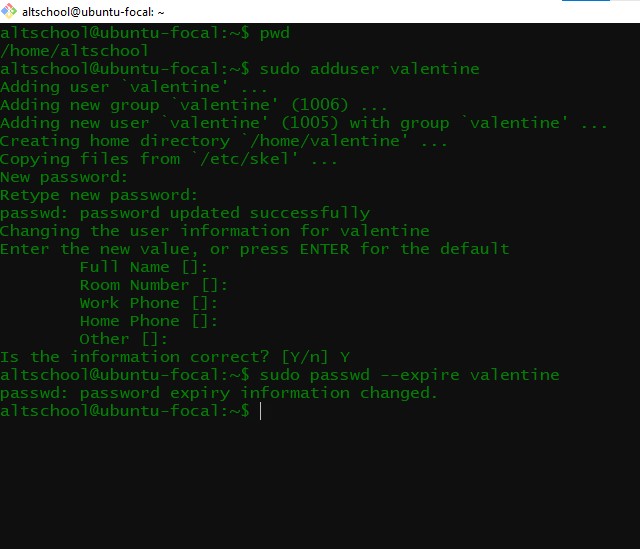 altschool@ubuntu-focal: ~
altschool@ubuntu-focal:~$ pwd
/home/altschool
altschool@ubuntu-focal:~$ sudo adduser valentine
Adding user `valentine' ...
Adding new group `valentine' (1006) ...
Adding new user `valentine' (1005) with group `valentine' ...
Creating home directory `/home/valentine' ...
Copying files from `/etc/skel' ...
New password:
Retype new password:
passwd: password updated successfully
Changing the user information for valentine
Enter the new value, or press ENTER for the default
        Full Name []:
        Room Number []:
        Work Phone []:
        Home Phone []:
        Other []:
Is the information correct? [Y/n] Y
altschool@ubuntu-focal:~$ sudo passwd --expire valentine
passwd: password expiry information changed.
altschool@ubuntu-focal:~$